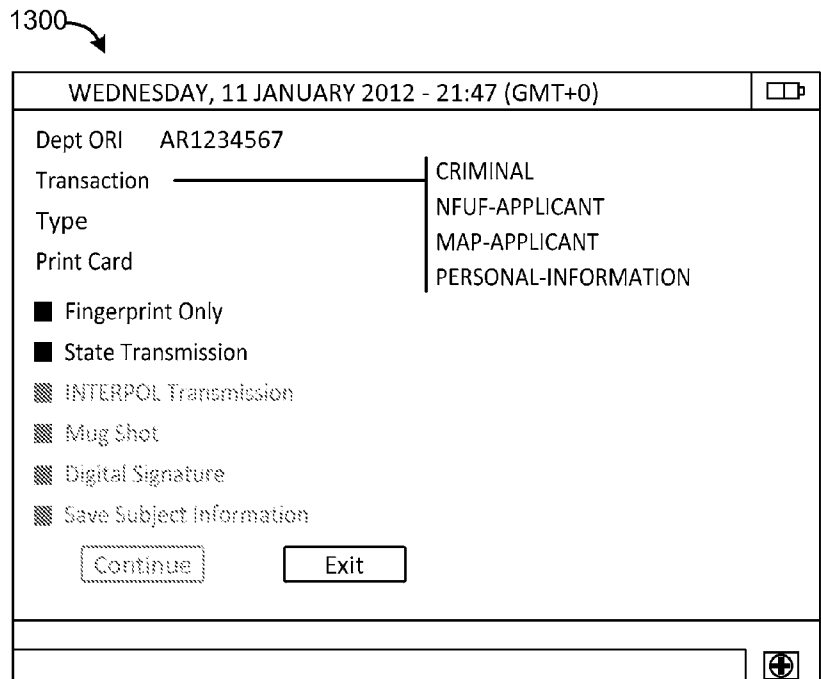 1300
WEDNESDAY, 11 JANUARY 2012 - 21:47 (GMT+0)
Dept ORI AR1234567
Transaction
CRIMINAL
NFUF-APPLICANT
MAP-APPLICANT
PERSONAL-INFORMATION
Type
Print Card
Fingerprint Only
State Transmission
INTERPOL Transmission
Mug Shot
Digital Signature
Save Subject Information
Continue Exit